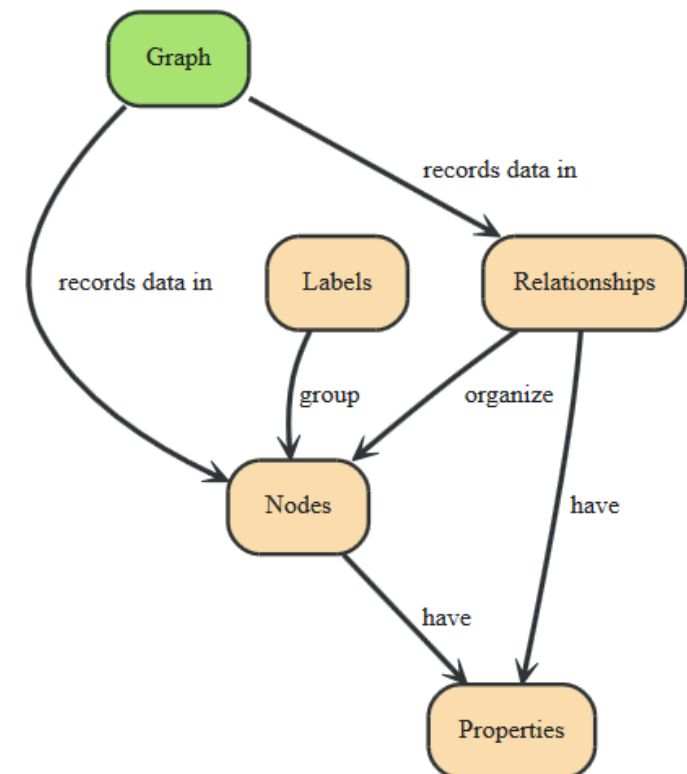 Graph
records data in
records data in
Labels
Relationships
group
organize
Nodes
have
have
Properties